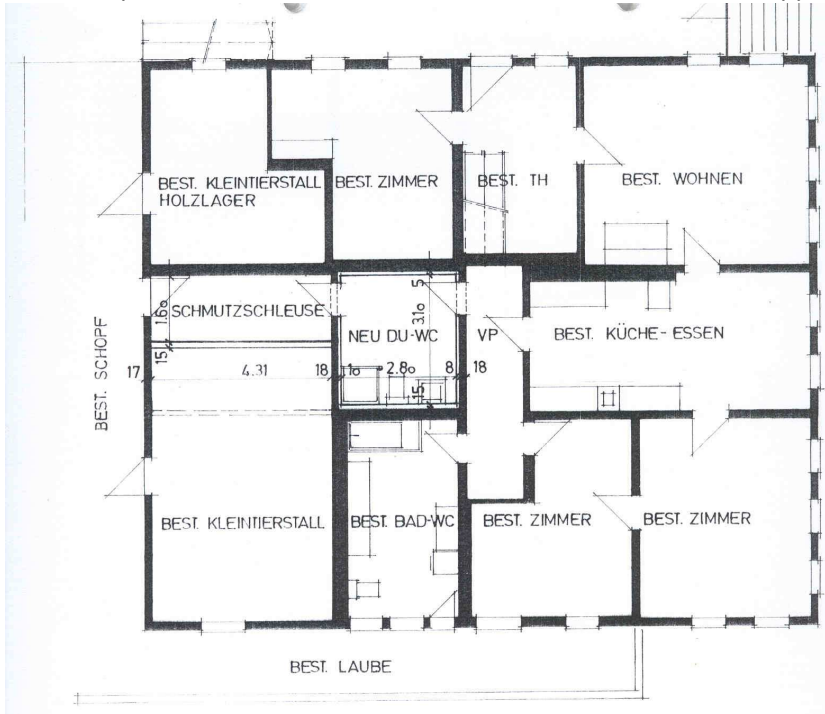 BEST. KLEINTIERSTALL
HOLZLAGER
BEST. ZIMMER
BEST. TH
BEST. WOHNEN
SCHMUTZSCHLEUSE
1.60
15
NEU DU-WC
5
3.10
15
VP
BEST. KÜCHE-ESSEN
BEST. SCHOPF
17
4.31
18
10
2.80
8
18
BEST. KLEINTIERSTALL
BEST. BAD-WC
BEST. ZIMMER
BEST. ZIMMER
BEST. LAUBE